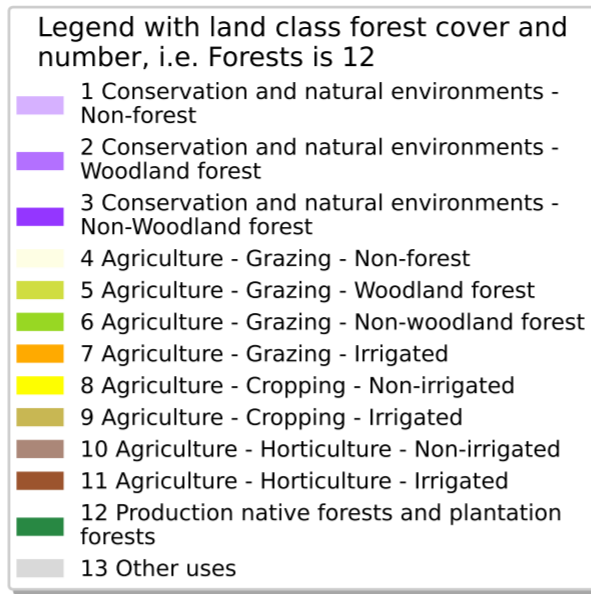 Legend with land class forest cover and
number, i.e. Forests is 12
1 Conservation and natural environments -
Non-forest
2 Conservation and natural environments -
Woodland forest
3 Conservation and natural environments -
Non-Woodland forest
4 Agriculture - Grazing - Non-forest
5 Agriculture - Grazing - Woodland forest
6 Agriculture - Grazing - Non-woodland forest
7 Agriculture - Grazing - Irrigated
8 Agriculture - Cropping - Non-irrigated
9 Agriculture - Cropping - Irrigated
10 Agriculture - Horticulture - Non-irrigated
11 Agriculture - Horticulture - Irrigated
12 Production native forests and plantation
forests
13 Other uses